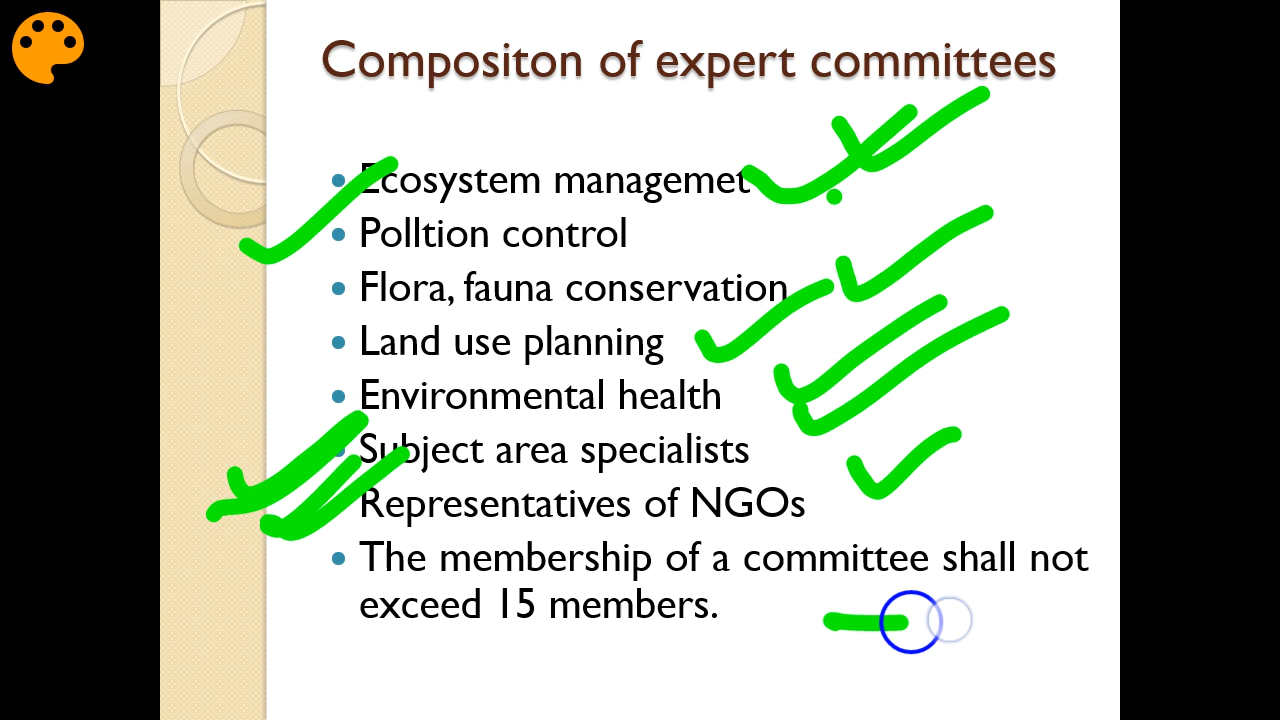 Compositon of expert committees
Ecosystem managemet
Polltion control
Flora, fauna conservation
Land use planning
Environmental health
Subject area specialists
Representatives of NGOs
The membership of a committee shall not
exceed 15 members.